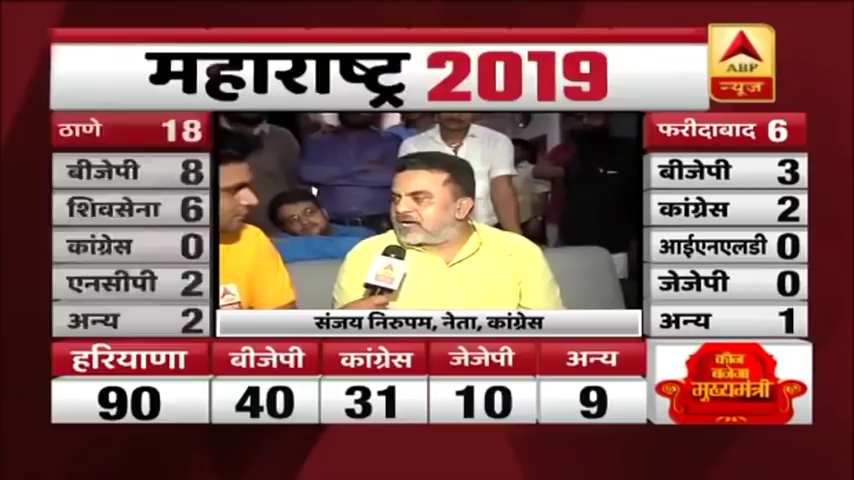 महाराष्ट्र 2019
ABP
न्यूज़
ठाणे 18
बीजेपी 8
शिवसेना 6
कांग्रेस 0
एनसीपी 2
अन्य 2
फरीदाबाद 6
बीजेपी 3
कांग्रेस 2
आईएनएलडी 0
जेजेपी 0
अन्य 1
संजय निरुपम, नेता, कांग्रेस
हरियाणा बीजेपी कांग्रेस जेजेपी अन्य
90 40 31 10 9
कौन
बनेगा
मुख्यमंत्री